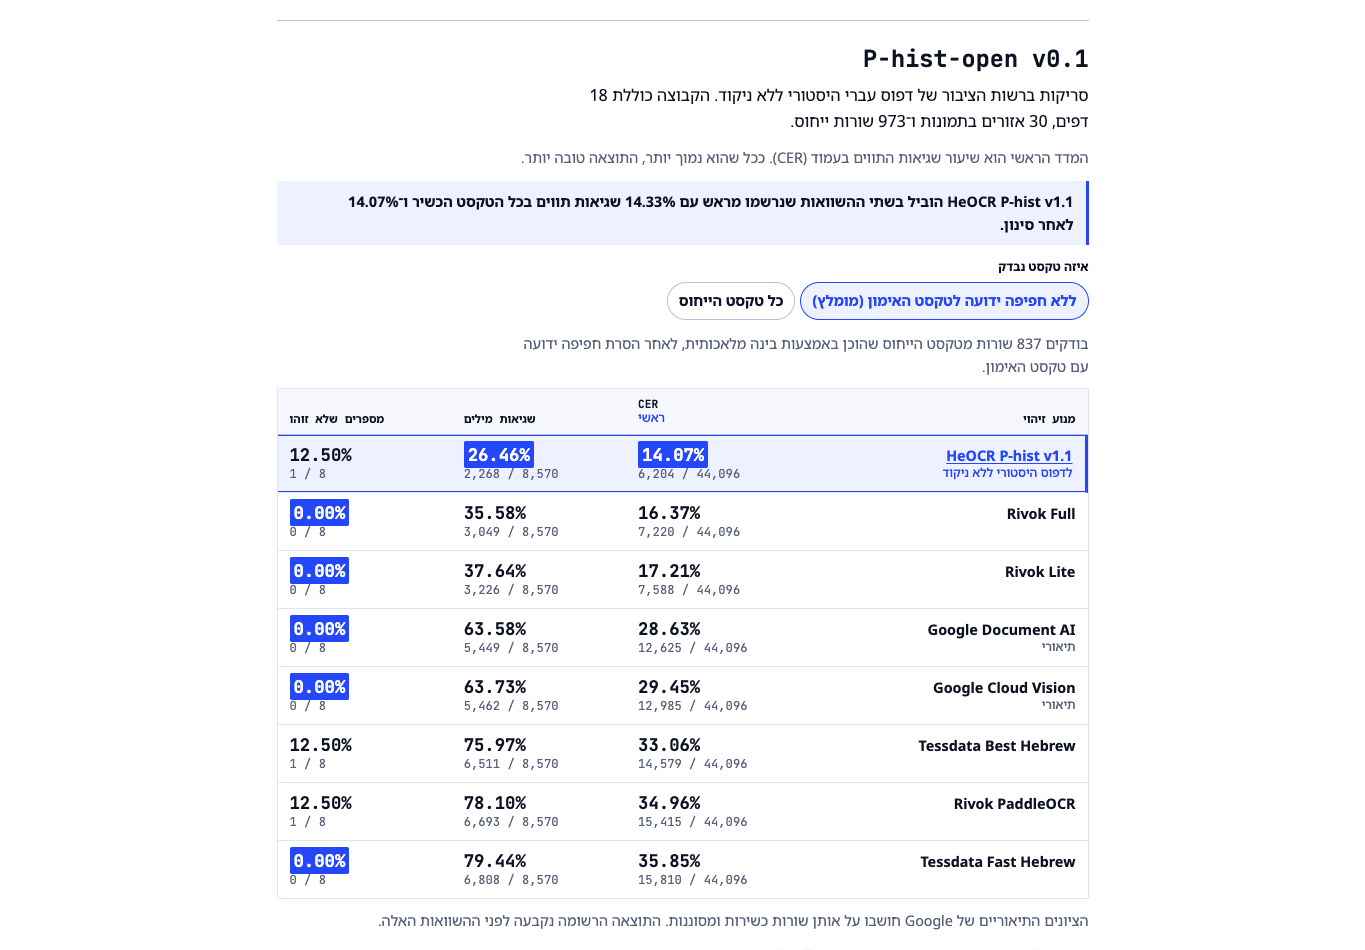 P-hist-open v0.1
סריקות ברשות הציבור של דפוס עברי היסטורי ללא ניקוד. הקבוצה כוללת 18
דפים, 30 אזורים בתמונות ו־973 שורות ייחוס.
המדד הראשי הוא שיעור שגיאות התווים בעמוד (CER). ככל שהוא נמוך יותר, התוצאה טובה יותר.
HeOCR P-hist v1.1 הוביל בשתי ההשוואות שנרשמו מראש עם 14.33% שגיאות תווים בכל הטקסט הכשיר ו־14.07%
לאחר סינון.
איזה טקסט נבדק
ללא חפיפה ידועה לטקסט האימון (מומלץ) כל טקסט הייחוס
בודקים 837 שורות מטקסט הייחוס שהוכן באמצעות בינה מלאכותית, לאחר הסרת חפיפה ידועה
עם טקסט האימון.
מנוע זיהוי CER ראשי שגיאות מילים מספרים שלא זוהו
HeOCR P-hist v1.1 14.07% 26.46% 12.50%
לדפוס היסטורי ללא ניקוד 6,204 / 44,096 2,268 / 8,570 1 / 8
Rivok Full 16.37% 35.58% 0.00%
7,220 / 44,096 3,049 / 8,570 0 / 8
Rivok Lite 17.21% 37.64% 0.00%
7,588 / 44,096 3,226 / 8,570 0 / 8
Google Document AI 28.63% 63.58% 0.00%
תיאורי 12,625 / 44,096 5,449 / 8,570 0 / 8
Google Cloud Vision 29.45% 63.73% 0.00%
תיאורי 12,985 / 44,096 5,462 / 8,570 0 / 8
Tessdata Best Hebrew 33.06% 75.97% 12.50%
14,579 / 44,096 6,511 / 8,570 1 / 8
Rivok PaddleOCR 34.96% 78.10% 12.50%
15,415 / 44,096 6,693 / 8,570 1 / 8
Tessdata Fast Hebrew 35.85% 79.44% 0.00%
15,810 / 44,096 6,808 / 8,570 0 / 8
הציונים התיאוריים של Google חושבו על אותן שורות כשירות ומסוננות. התוצאה הרשומה נקבעה לפני ההשוואות האלה.